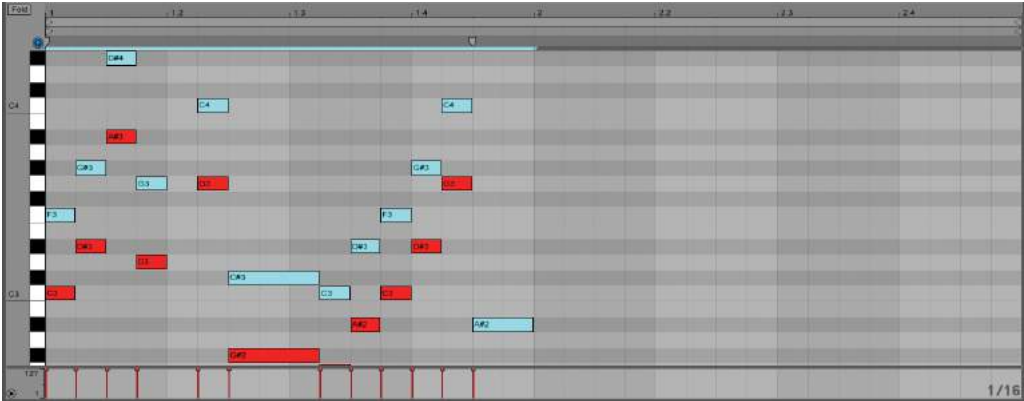 Fold 1 1.2 1.3 1.4 2 2.2 2.3 2.4
D#4
C4 C4 C4
A#3
G#3 G#3
G3 G3 G3
F3 F3
D#3 D#3 D#3
D3
C#3
C3 C3 C3 C3
A#2 A#2
G#2
127
1 1/16